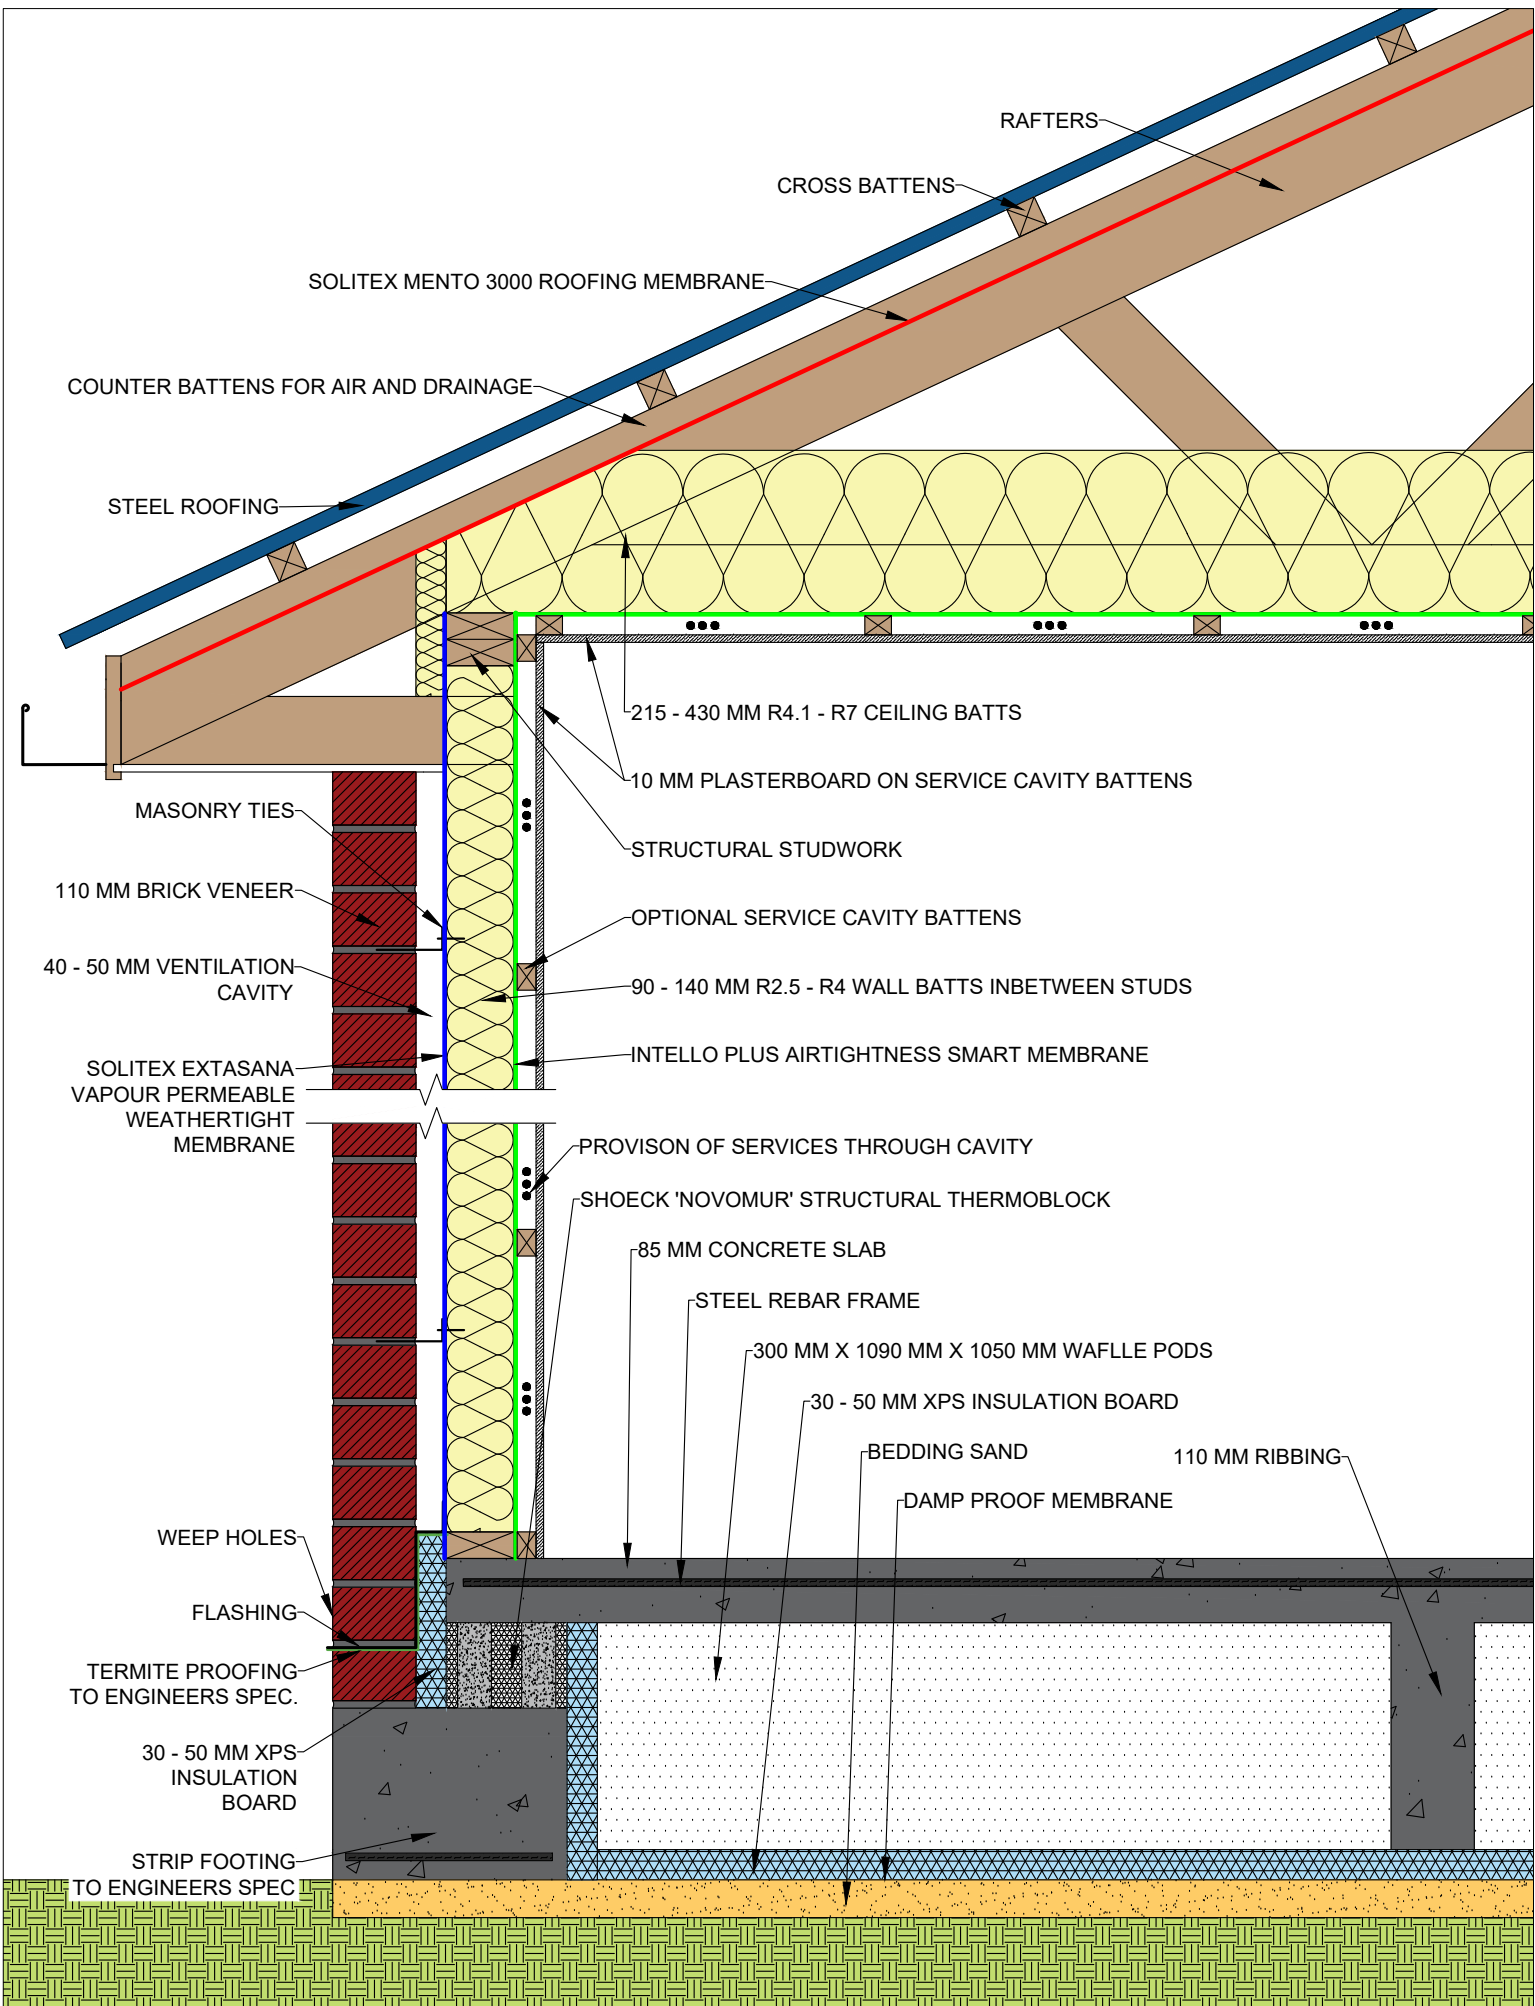 RAFTERS
CROSS BATTENS
SOLITEX MENTO 3000 ROOFING MEMBRANE
COUNTER BATTENS FOR AIR AND DRAINAGE
STEEL ROOFING
215 - 430 MM R4.1 - R7 CEILING BATTS
10 MM PLASTERBOARD ON SERVICE CAVITY BATTENS
MASONRY TIES
STRUCTURAL STUDWORK
110 MM BRICK VENEER
OPTIONAL SERVICE CAVITY BATTENS
40 - 50 MM VENTILATION
CAVITY
90 - 140 MM R2.5 - R4 WALL BATTS INBETWEEN STUDS
INTELLO PLUS AIRTIGHTNESS SMART MEMBRANE
SOLITEX EXTASANA
VAPOUR PERMEABLE
WEATHERTIGHT
MEMBRANE
PROVISON OF SERVICES THROUGH CAVITY
SHOECK 'NOVOMUR' STRUCTURAL THERMOBLOCK
85 MM CONCRETE SLAB
STEEL REBAR FRAME
300 MM X 1090 MM X 1050 MM WAFLLE PODS
30 - 50 MM XPS INSULATION BOARD
BEDDING SAND
110 MM RIBBING
DAMP PROOF MEMBRANE
WEEP HOLES
FLASHING
TERMITE PROOFING
TO ENGINEERS SPEC.
30 - 50 MM XPS
INSULATION
BOARD
STRIP FOOTING
TO ENGINEERS SPEC